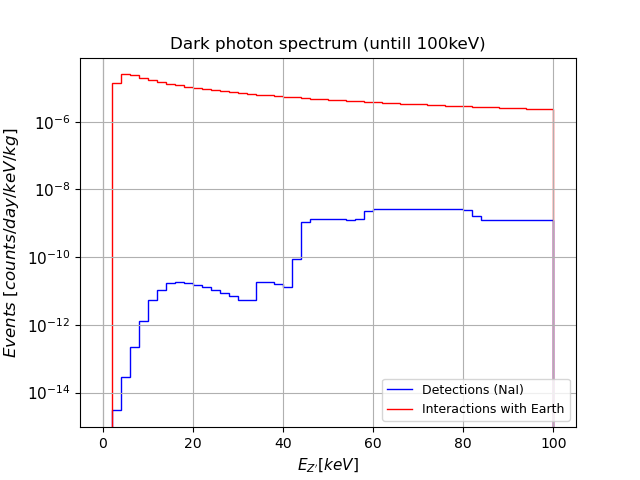 Dark photon spectrum (untill 100keV)
Events [counts/day/keV/kg]
10⁻⁶
10⁻⁸
10⁻¹⁰
10⁻¹²
10⁻¹⁴
Detections (NaI)
Interactions with Earth
0 20 40 60 80 100
E_{Z'}[keV]